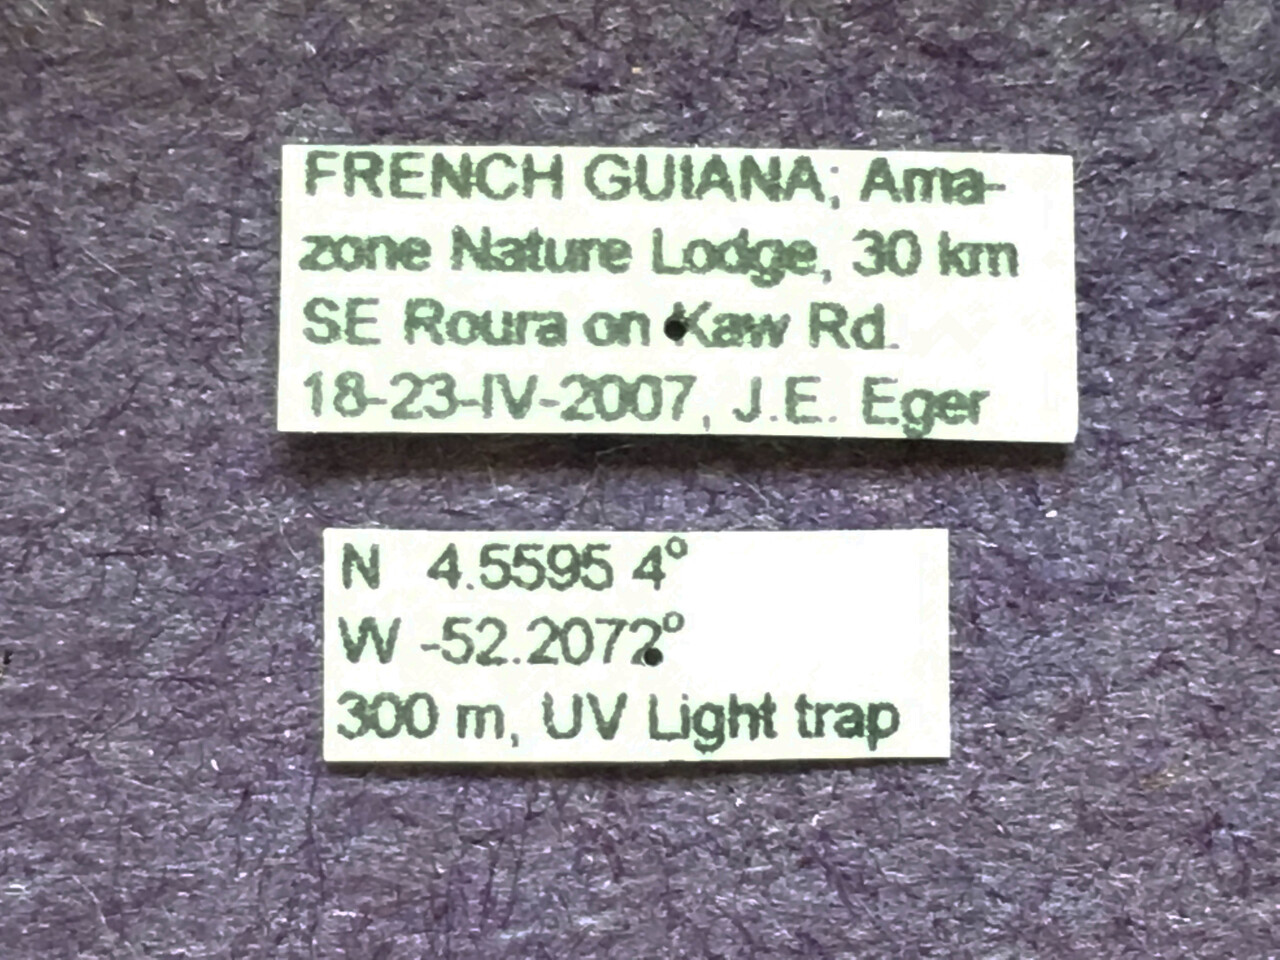 FRENCH GUIANA; Ama-
zone Nature Lodge, 30 km
SE Roura on Kaw Rd.
18-23-IV-2007, J.E. Eger
N 4.5595 4°
W -52.2072°
300 m, UV Light trap